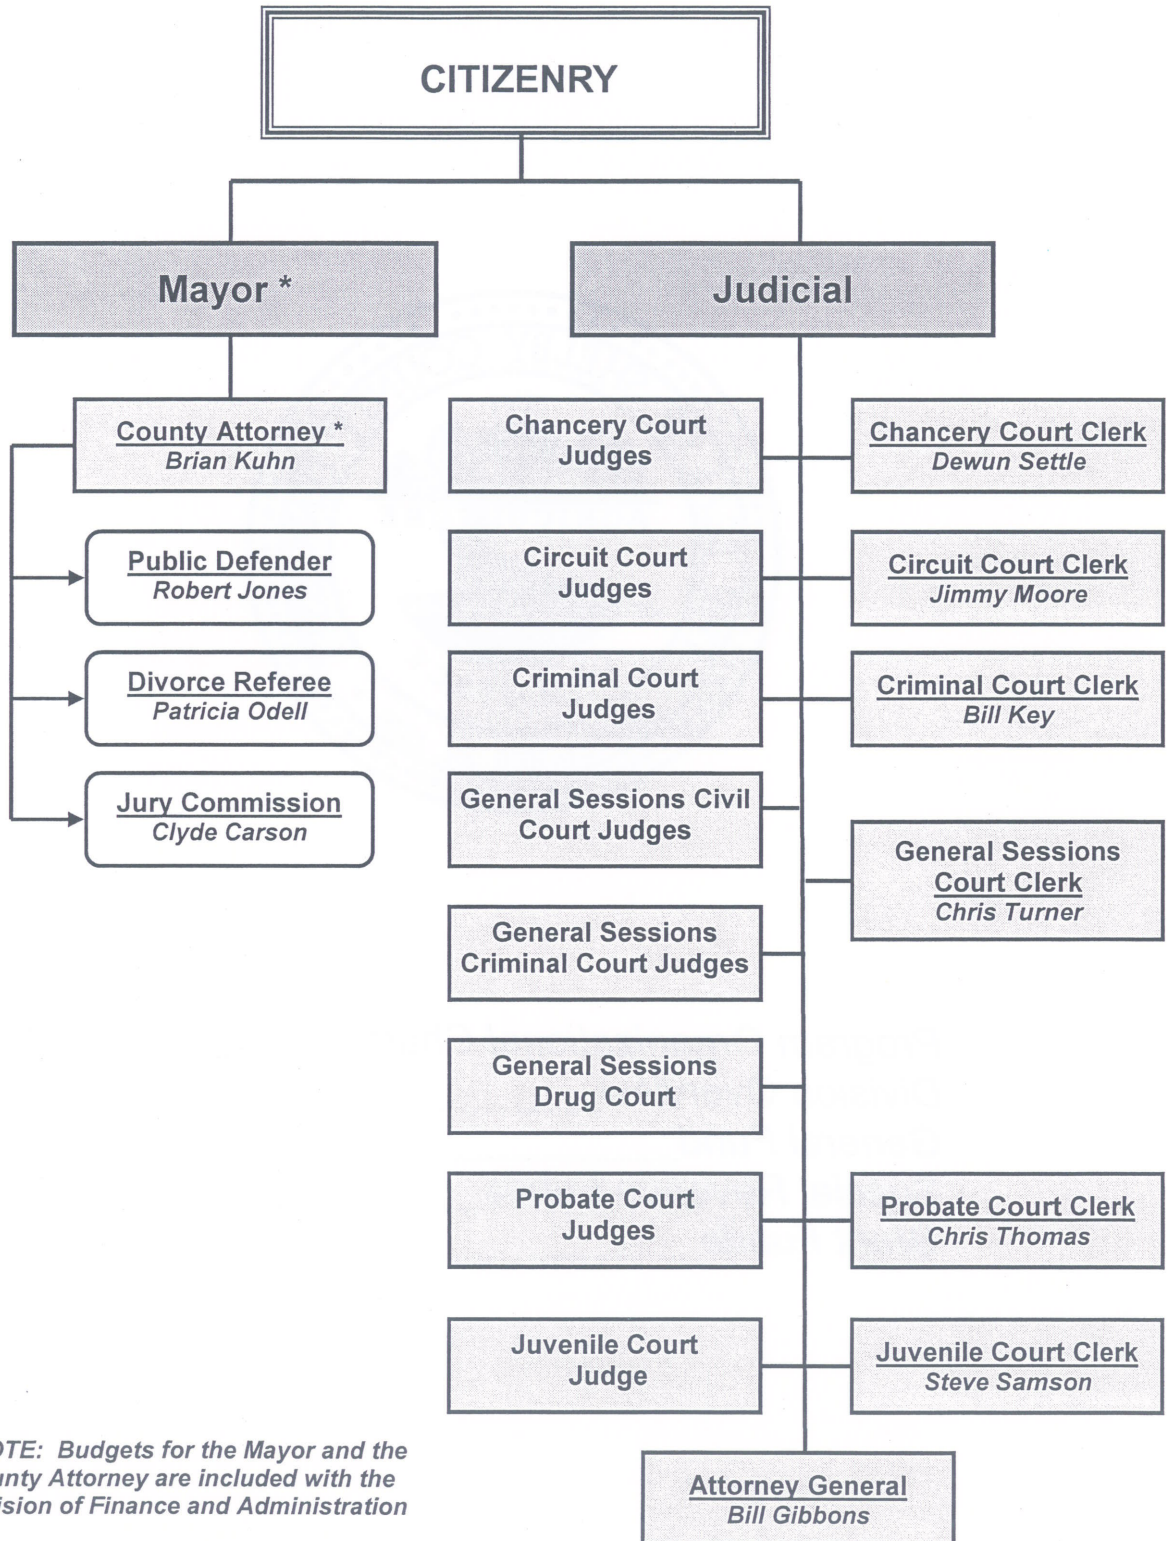 CITIZENRY
Mayor *
Judicial
County Attorney *
Brian Kuhn
Public Defender
Robert Jones
Divorce Referee
Patricia Odell
Jury Commission
Clyde Carson
Chancery Court
Judges
Chancery Court Clerk
Dewun Settle
Circuit Court
Judges
Circuit Court Clerk
Jimmy Moore
Criminal Court
Judges
Criminal Court Clerk
Bill Key
General Sessions Civil
Court Judges
General Sessions
Court Clerk
Chris Turner
General Sessions
Criminal Court Judges
General Sessions
Drug Court
Probate Court
Judges
Probate Court Clerk
Chris Thomas
Juvenile Court
Judge
Juvenile Court Clerk
Steve Samson
Attorney General
Bill Gibbons
OTE: Budgets for the Mayor and the
unty Attorney are included with the
ision of Finance and Administration